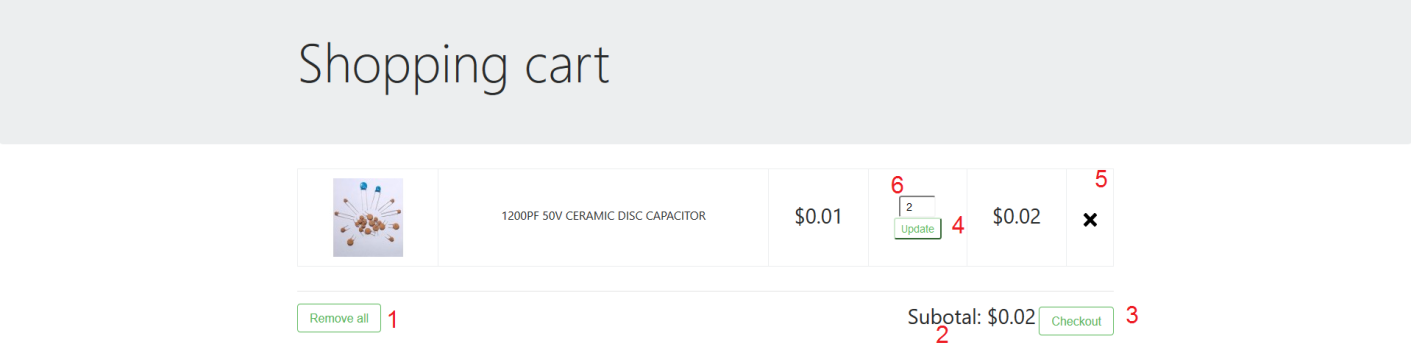 Shopping cart
1200PF 50V CERAMIC DISC CAPACITOR
$0.01
6
2
Update
4
$0.02
5
Remove all
1
Subotal: $0.02
2
Checkout
3